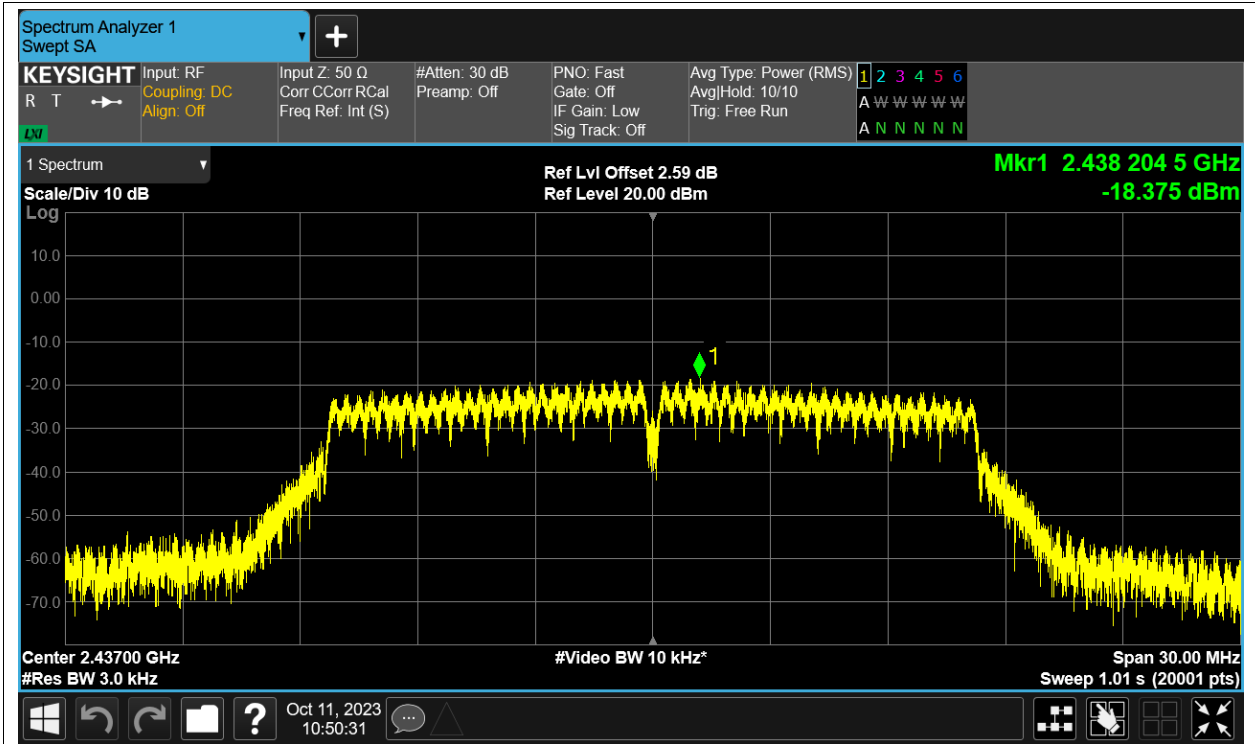 Spectrum Analyzer 1
Swept SA
KEYSIGHT
R T
LXI
Input: RF
Coupling: DC
Align: Off
Input Z: 50 Ω
Corr CCorr RCal
Freq Ref: Int (S)
#Atten: 30 dB
Preamp: Off
PNO: Fast
Gate: Off
IF Gain: Low
Sig Track: Off
Avg Type: Power (RMS)
Avg|Hold: 10/10
Trig: Free Run
1 2 3 4 5 6
A W W W W W
A N N N N N
1 Spectrum
Scale/Div 10 dB
Log
Ref Lvl Offset 2.59 dB
Ref Level 20.00 dBm
Mkr1 2.438 204 5 GHz
-18.375 dBm
10.0
0.00
-10.0
-20.0
-30.0
-40.0
-50.0
-60.0
-70.0
1
Center 2.43700 GHz
#Res BW 3.0 kHz
#Video BW 10 kHz*
Span 30.00 MHz
Sweep 1.01 s (20001 pts)
?
Oct 11, 2023
10:50:31